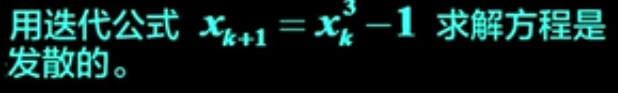 用迭代公式 $x_{k+1} = x_k^3 - 1$ 求解方程是
发散的。